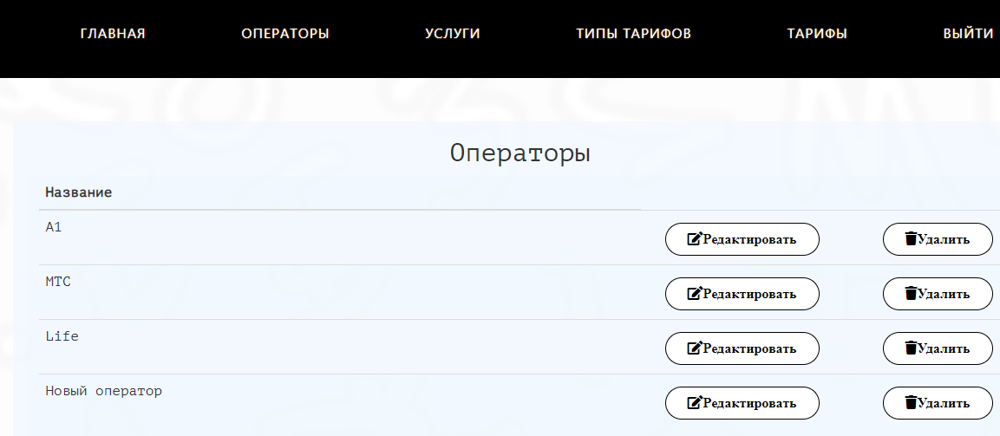 ГЛАВНАЯ ОПЕРАТОРЫ УСЛУГИ ТИПЫ ТАРИФОВ ТАРИФЫ ВЫЙТИ
Операторы
Название
А1 Редактировать Удалить
МТС Редактировать Удалить
Life Редактировать Удалить
Новый оператор Редактировать Удалить